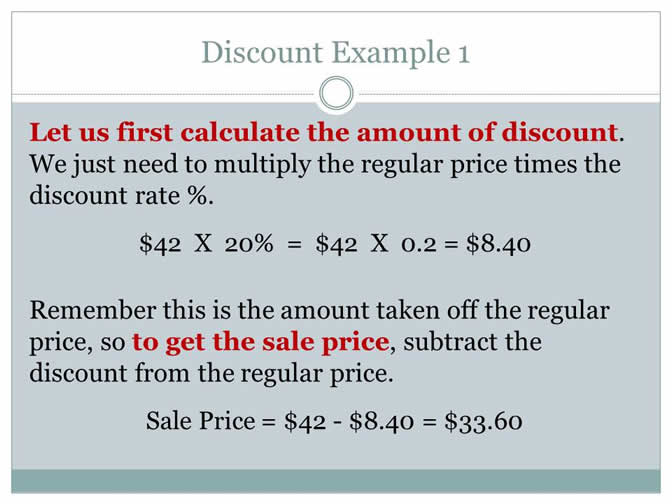 Discount Example 1
Let us first calculate the amount of discount.
We just need to multiply the regular price times the
discount rate %.
$42 X 20% = $42 X 0.2 = $8.40
Remember this is the amount taken off the regular
price, so to get the sale price, subtract the
discount from the regular price.
Sale Price = $42 - $8.40 = $33.60